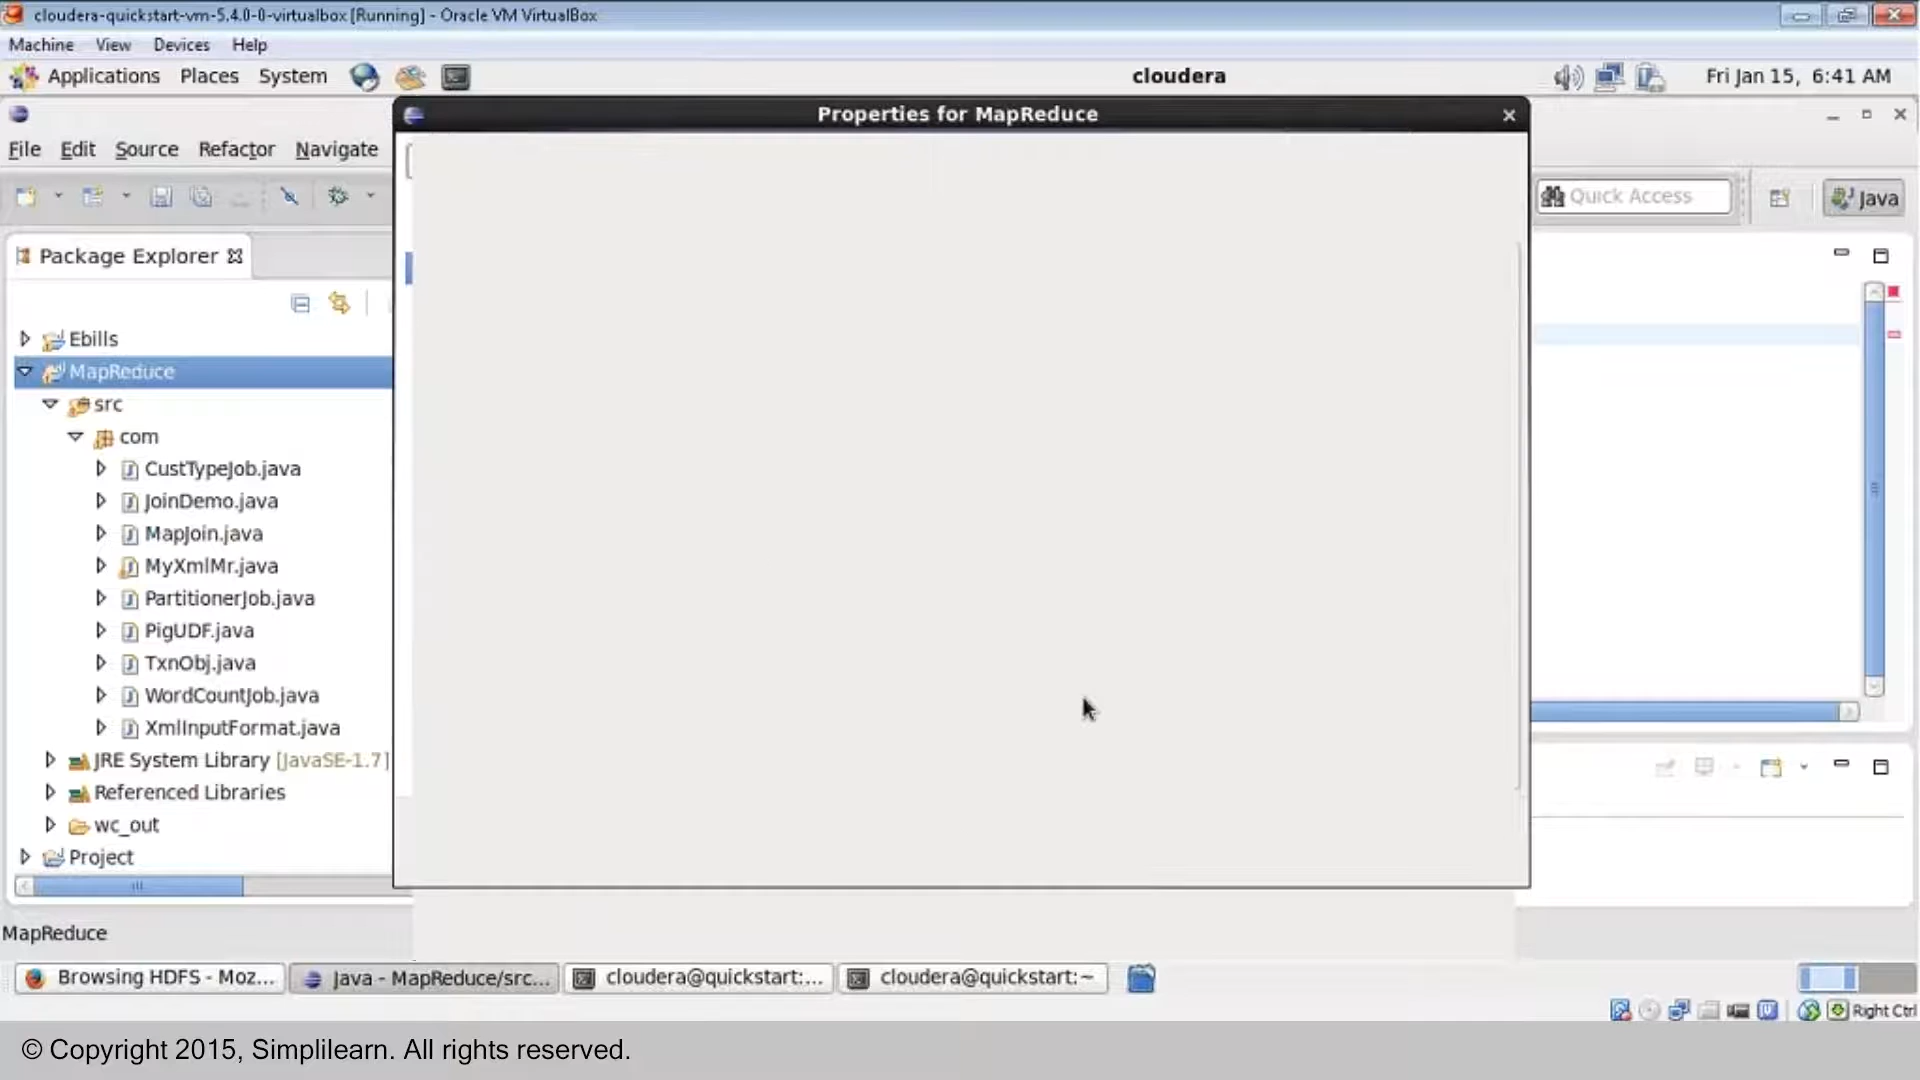 cloudera-quickstart-vm-5.4.0-0-virtualbox [Running] - Oracle VM VirtualBox
Machine View Devices Help
Applications Places System cloudera Fri Jan 15, 6:41 AM
Properties for MapReduce
File Edit Source Refactor Navigate
Quick Access Java
Package Explorer
Ebills
MapReduce
src
com
CustTypeJob.java
JoinDemo.java
MapJoin.java
MyXmlMr.java
PartitionerJob.java
PigUDF.java
TxnObj.java
WordCountJob.java
XmlInputFormat.java
JRE System Library [JavaSE-1.7]
Referenced Libraries
wc_out
Project
MapReduce
Browsing HDFS - Moz... Java - MapReduce/src... cloudera@quickstart:... cloudera@quickstart:~
Right Ctrl
© Copyright 2015, Simplilearn. All rights reserved.